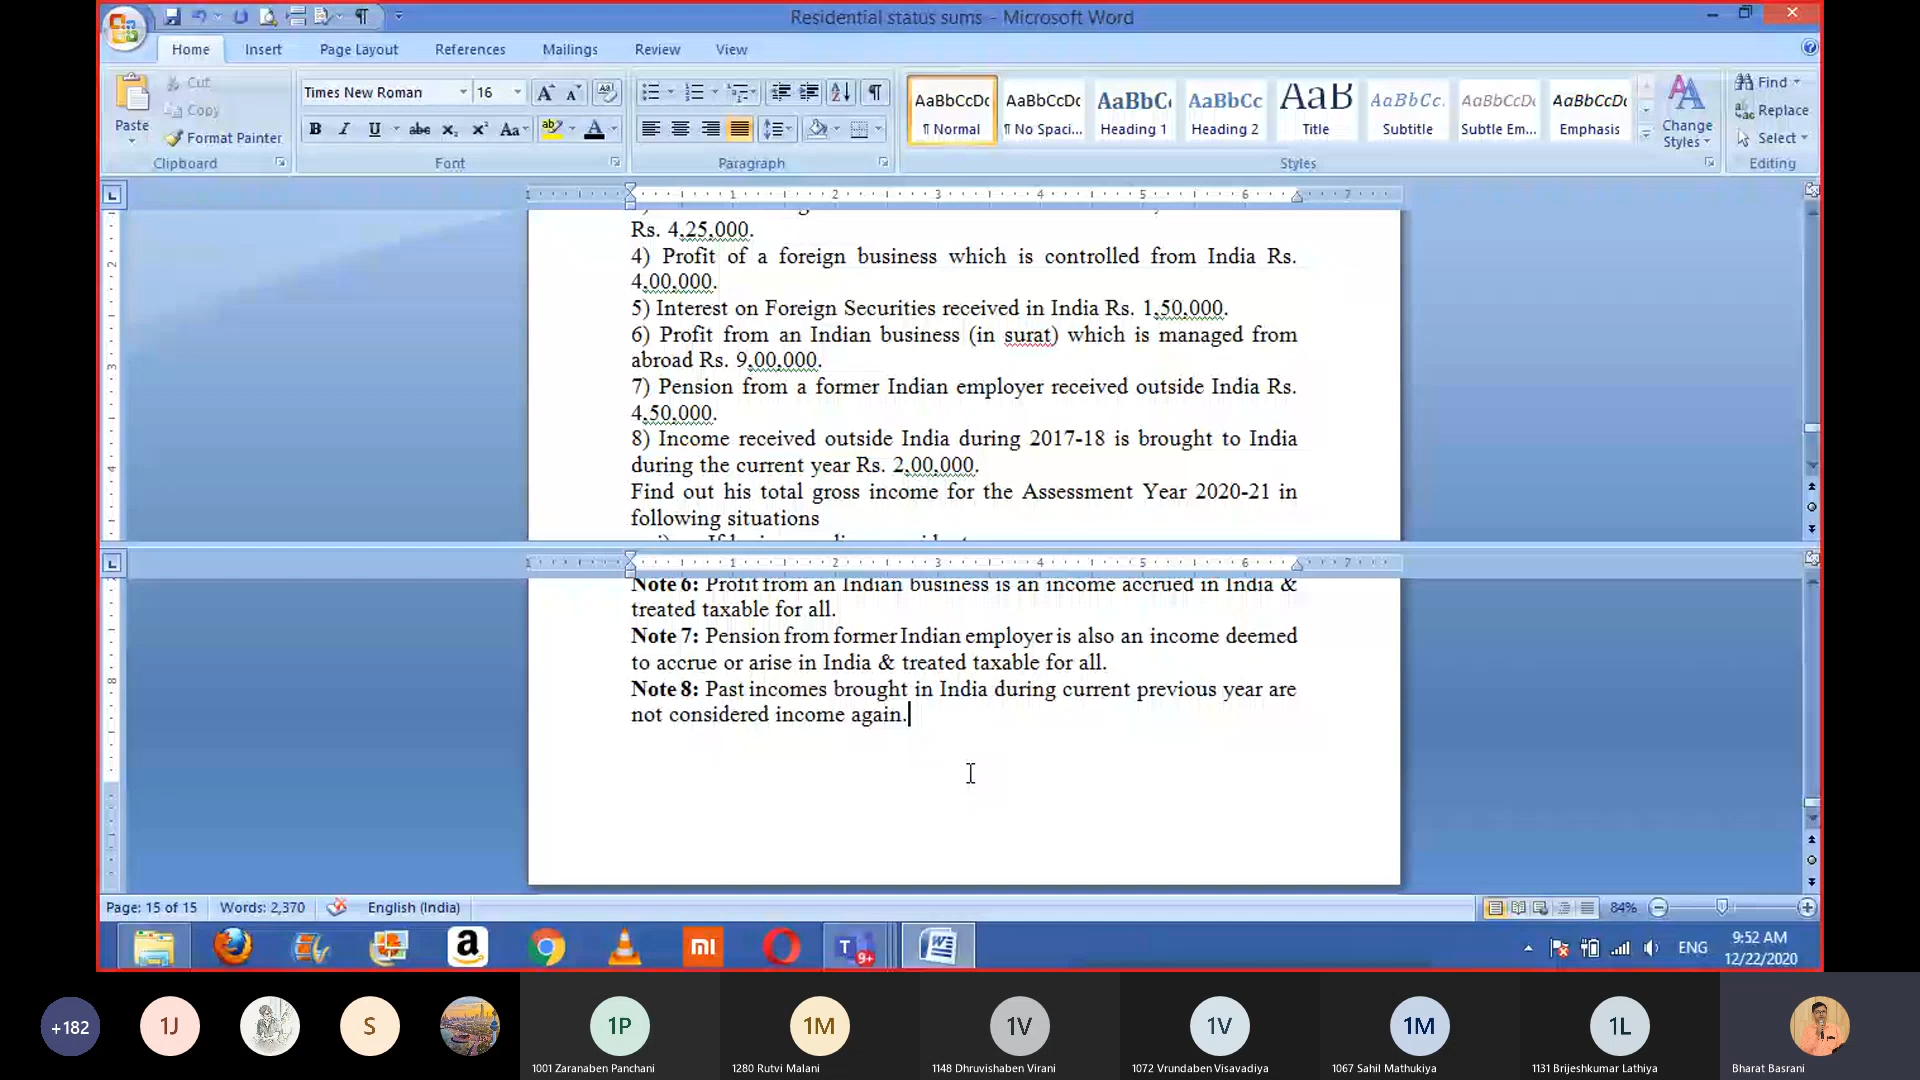 Residential status sums - Microsoft Word
Home Insert Page Layout References Mailings Review View
Paste
Cut
Copy
Format Painter
Clipboard
Times New Roman 16
Font
Paragraph
AaBbCcDc AaBbCcDc AaBbC AaBbCc AaB AaBbCc. AaBbCcDc AaBbCcDc
¶ Normal ¶ No Spaci... Heading 1 Heading 2 Title Subtitle Subtle Em... Emphasis
Change Styles
Styles
Find
Replace
Select
Editing
Rs. 4,25,000.
4) Profit of a foreign business which is controlled from India Rs.
4,00,000.
5) Interest on Foreign Securities received in India Rs. 1,50,000.
6) Profit from an Indian business (in surat) which is managed from
abroad Rs. 9,00,000.
7) Pension from a former Indian employer received outside India Rs.
4,50,000.
8) Income received outside India during 2017-18 is brought to India
during the current year Rs. 2,00,000.
Find out his total gross income for the Assessment Year 2020-21 in
following situations
Note 6: Profit from an Indian business is an income accrued in India &
treated taxable for all.
Note 7: Pension from former Indian employer is also an income deemed
to accrue or arise in India & treated taxable for all.
Note 8: Past incomes brought in India during current previous year are
not considered income again.
Page: 15 of 15 Words: 2,370 English (India) 84%
9+ ENG 9:52 AM
12/22/2020
+182 1J S 1P 1M 1V 1V 1M 1L
1001 Zaranaben Panchani 1280 Rutvi Malani 1148 Dhruvishaben Virani 1072 Vrundaben Visavadiya 1067 Sahil Mathukiya 1131 Brijeshkumar Lathiya Bharat Basrani